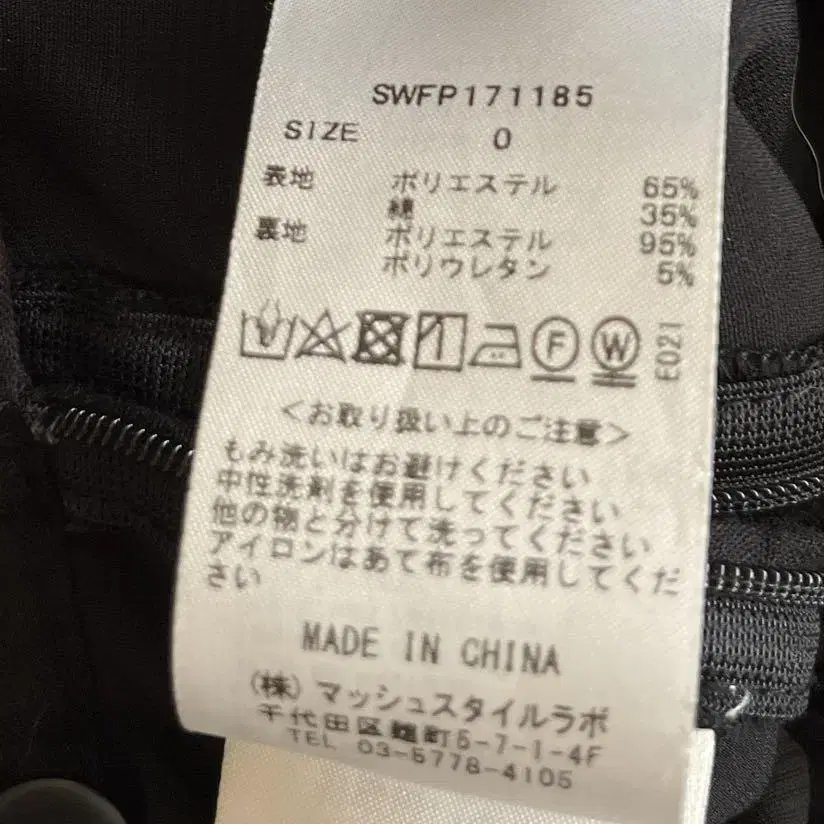 SWFP171185
SIZE 0
表地 ポリエステル 65%
綿 35%
裏地 ポリエステル 95%
ポリウレタン 5%
F W E021
<お取り扱い上のご注意>
もみ洗いはお避けください
中性洗剤を使用してください
他の物と分けて洗ってください
アイロンはあて布を使用してくだ
さい
MADE IN CHINA
(株) マッシュスタイルラボ
千代田区麹町5-7-1-4F
TEL 03-5778-4105